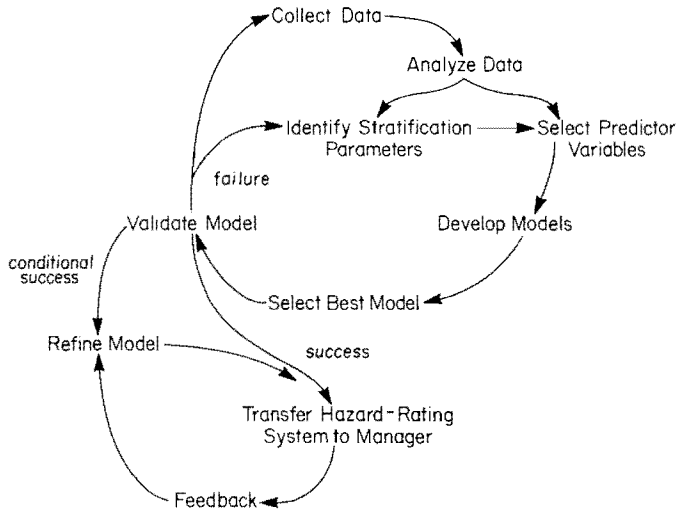 Collect Data
Analyze Data
Identify Stratification
Parameters
Select Predictor
Variables
failure
Validate Model
Develop Models
conditional
success
Select Best Model
Refine Model
success
Transfer Hazard-Rating
System to Manager
Feedback